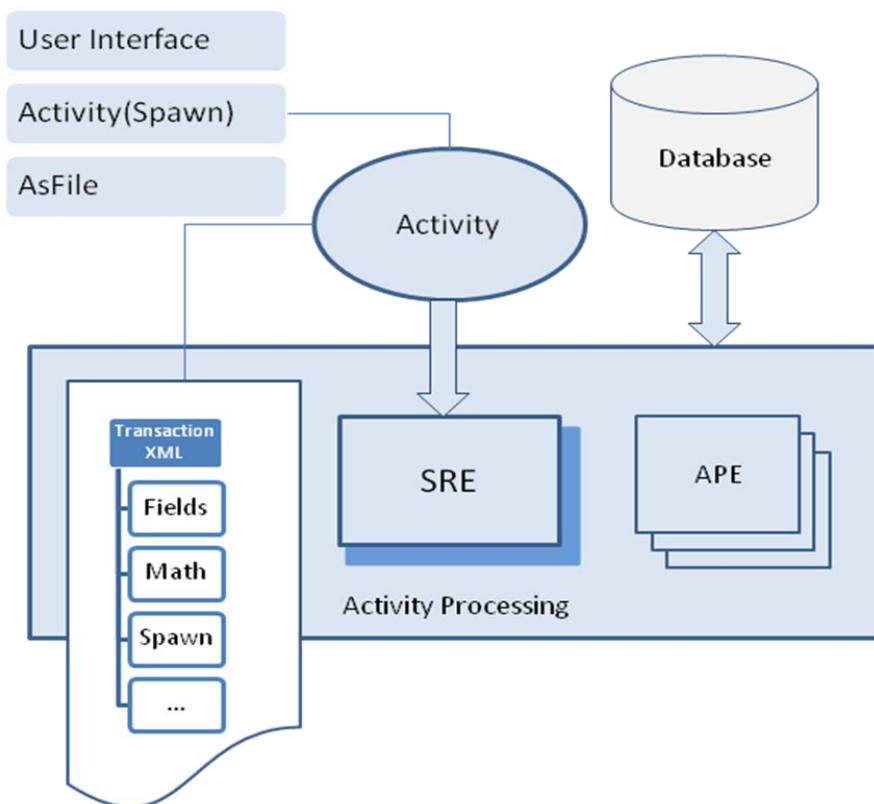 User Interface
Activity(Spawn)
AsFile
Activity
Database
Transaction
XML
Fields
Math
Spawn
...
SRE
APE
Activity Processing